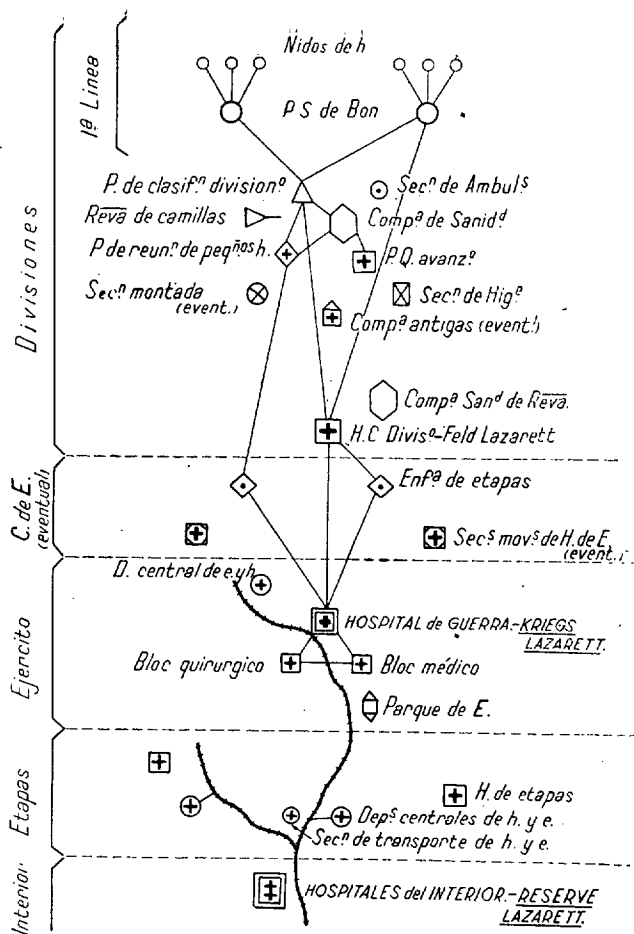 Nidos de h
1ª Linea
P.S de Bon
P. de clasifⁿ divisionº
Secⁿ de Ambulˢ
Reva de camillas
Compª de Sanidᵈ
P. de reunⁿ de peqños h.
P.Q. avanzº
Secⁿ montada
(event.)
Secⁿ de Higª
Compª antigas (eventˡ)
Divisiones
Compª Sanᵈ de Reva.
H.C Divisº-Feld Lazarett
C. de E.
(eventual)
Enfª de etapas
Secˢ movˢ de H. de E.
(event.)
D. central de e. y h.
Ejercito
HOSPITAL de GUERRA.-KRIEGS
LAZARETT.
Bloc quirurgico
Bloc médico
Parque de E.
Etapas
H. de etapas
Depˢ centrales de h. y e.
Secⁿ de transporte de h. y e.
Interior
HOSPITALES del INTERIOR.-RESERVE
LAZARETT.